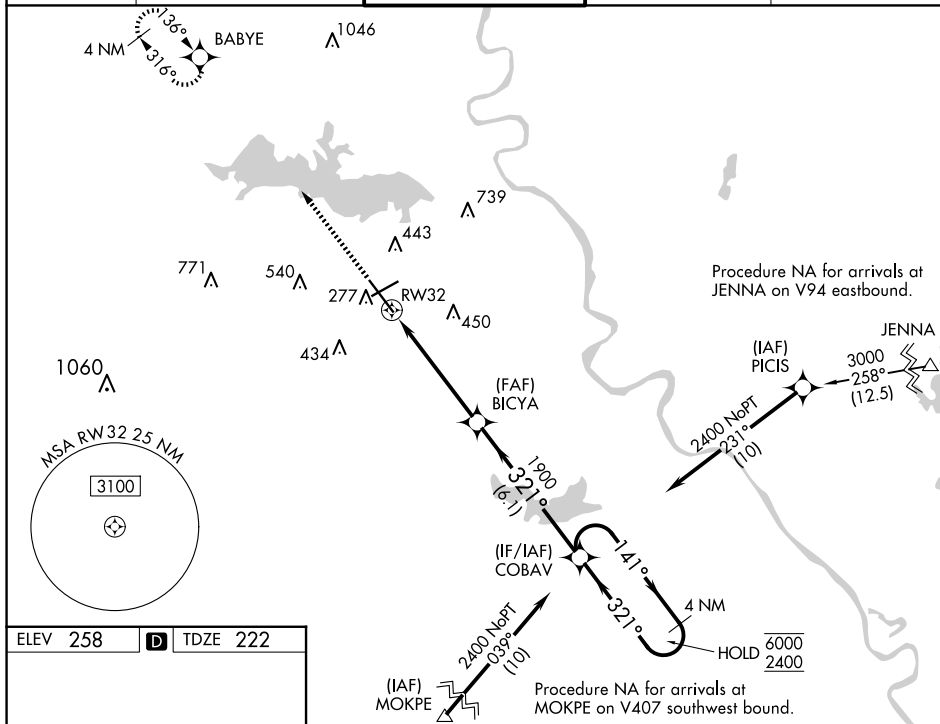 136°
BABYE
4 NM
316°
1046
739
443
771
540
277
RW32
450
434
Procedure NA for arrivals at
JENNA on V94 eastbound.
JENNA
(IAF)
PICIS
3000
258°
(12.5)
1060
(FAF)
BICYA
2400 NoPT
231°
(10)
MSA RW32 25 NM
3100
1900
321°
(6.1)
(IF/IAF)
COBAV
141°
321°
4 NM
HOLD 6000
2400
2400 NoPT
039°
(10)
(IAF)
MOKPE
Procedure NA for arrivals at
MOKPE on V407 southwest bound.
ELEV 258 D TDZE 222